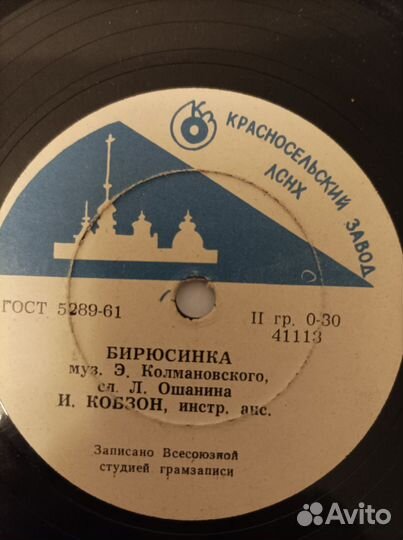 КРАСНОСЕЛЬСКИЙ ЗАВОД
ЛСНХ
ГОСТ 5289-61
II гр. 0-30
41113
БИРЮСИНКА
муз. Э. Колмановского,
сл. Л. Ошанина
И. КОБЗОН, инстр. анс.
Записано Всесоюзной
студией грамзаписи
Avito